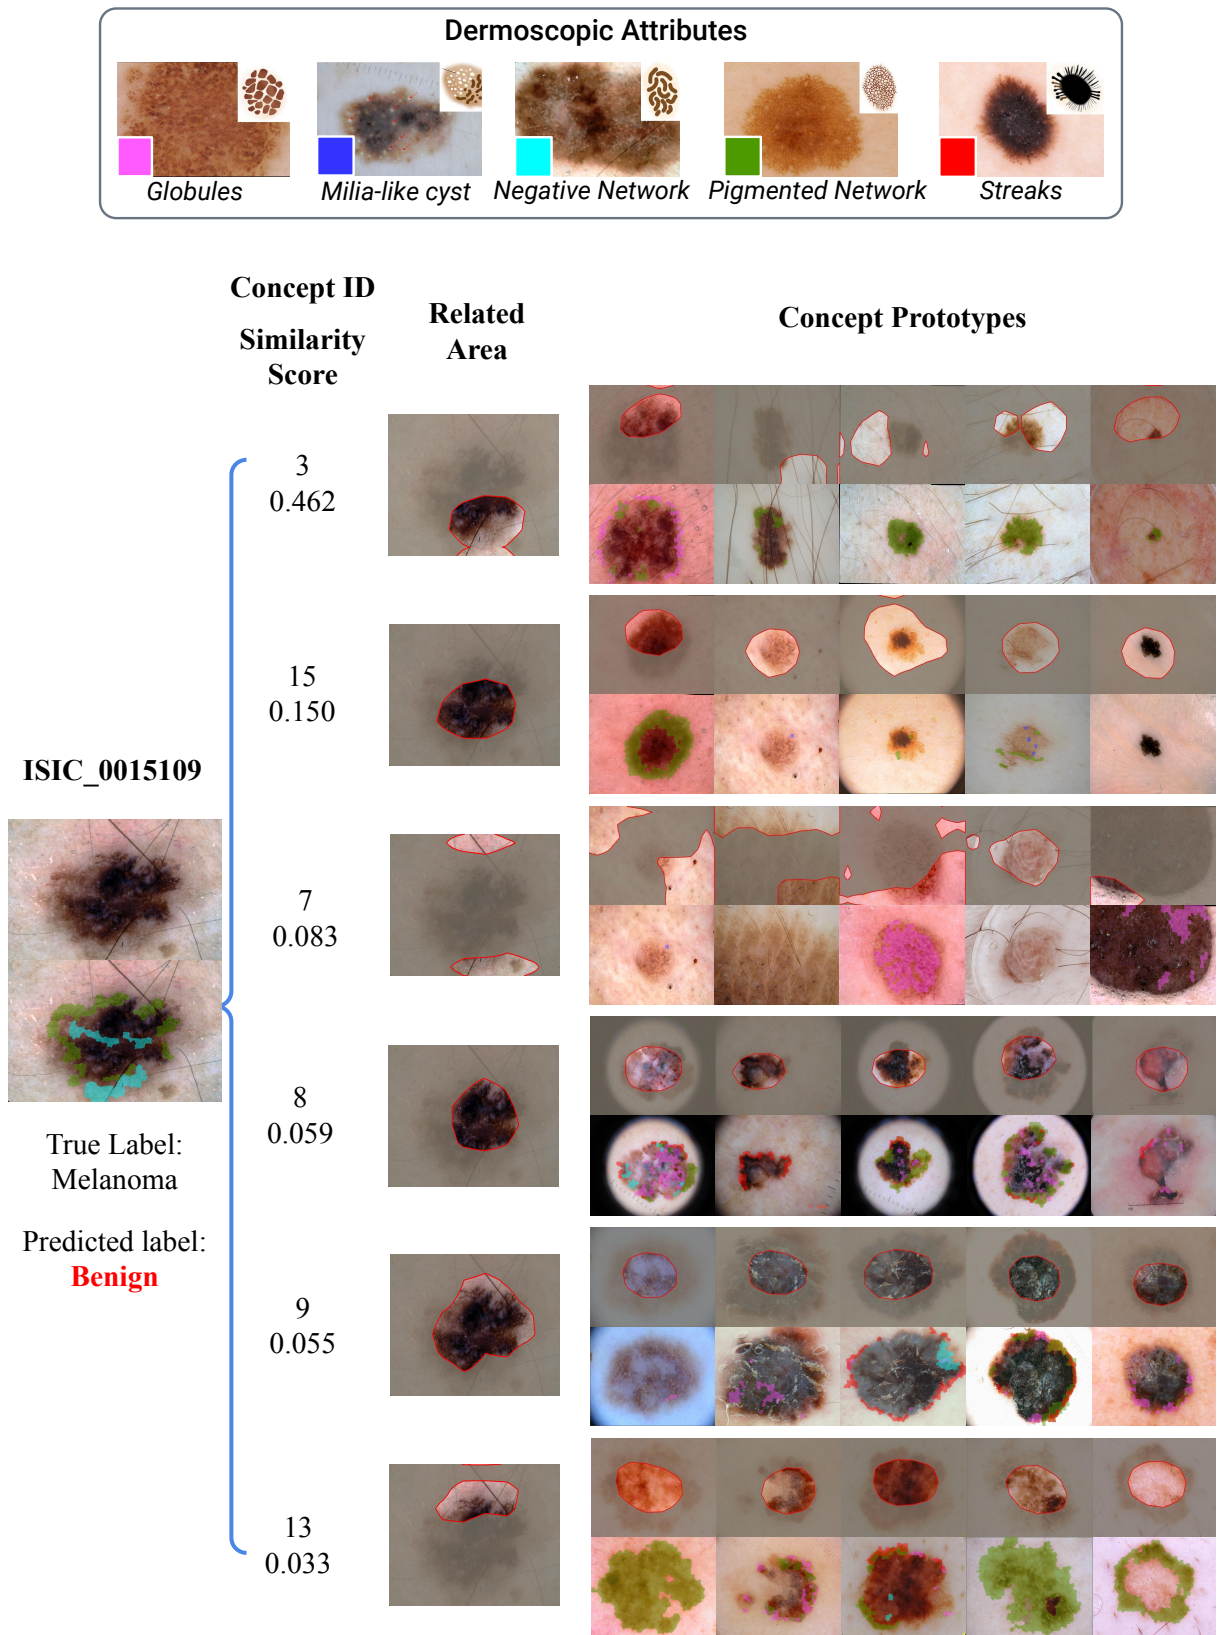 Dermoscopic Attributes
Globules
Milia-like cyst
Negative Network
Pigmented Network
Streaks
Concept ID
Similarity
Score
Related
Area
Concept Prototypes
3
0.462
15
0.150
ISIC_0015109
7
0.083
8
0.059
True Label:
Melanoma
Predicted label:
Benign
9
0.055
13
0.033